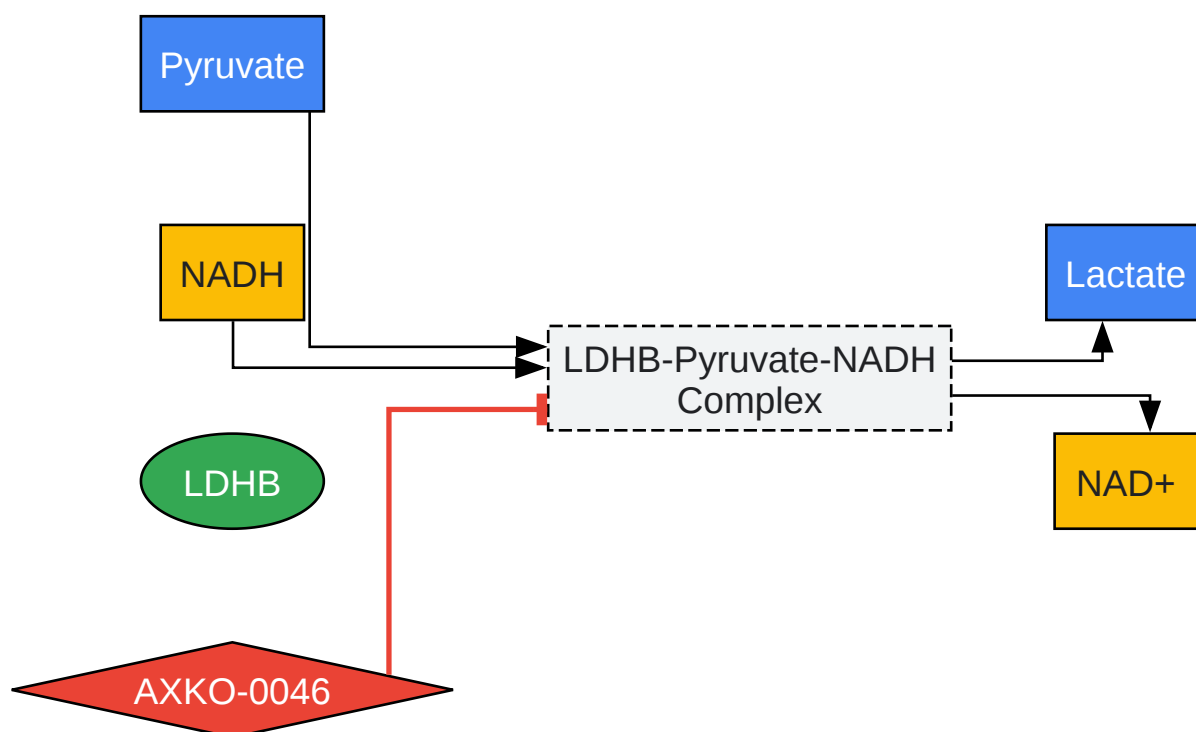 Pyruvate
NADH
LDHB-Pyruvate-NADH
Complex
Lactate
NAD+
LDHB
AXKO-0046